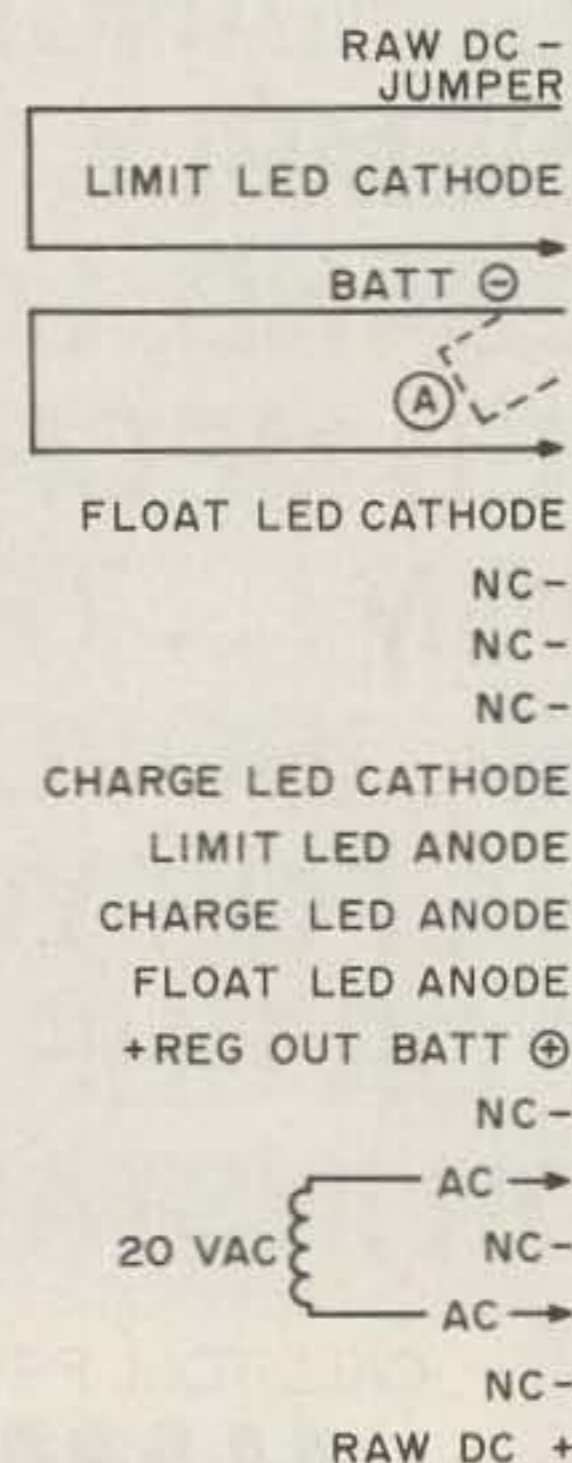 RAW DC -
JUMPER
LIMIT LED CATHODE
BATT ⊖
A
FLOAT LED CATHODE
NC-
NC-
NC-
CHARGE LED CATHODE
LIMIT LED ANODE
CHARGE LED ANODE
FLOAT LED ANODE
+REG OUT BATT ⊕
NC-
AC
20 VAC NC-
AC
NC-
RAW DC +